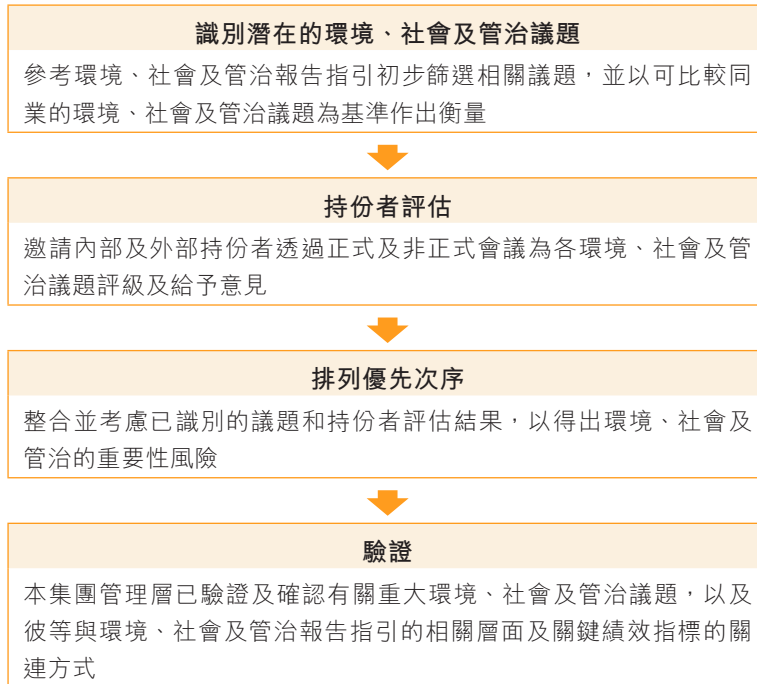 識別潛在的環境、社會及管治議題
參考環境、社會及管治報告指引初步篩選相關議題，並以可比較同
業的環境、社會及管治議題為基準作出衡量
持份者評估
邀請內部及外部持份者透過正式及非正式會議為各環境、社會及管
治議題評級及給予意見
排列優先次序
整合並考慮已識別的議題和持份者評估結果，以得出環境、社會及
管治的重要性風險
驗證
本集團管理層已驗證及確認有關重大環境、社會及管治議題，以及
彼等與環境、社會及管治報告指引的相關層面及關鍵績效指標的關
連方式